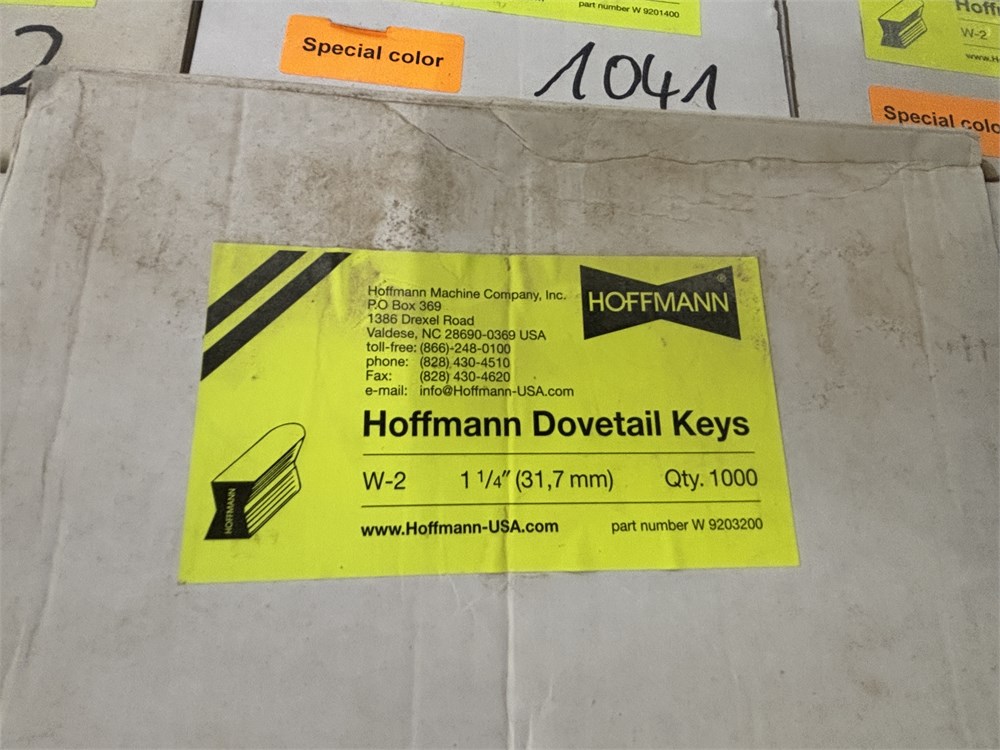 2
part number W 9201400
Special color
1041
Hoff
W-2
www.H
Special colo
Hoffmann Machine Company, Inc.
P.O Box 369
1386 Drexel Road
Valdese, NC 28690-0369 USA
toll-free: (866)-248-0100
phone: (828) 430-4510
Fax: (828) 430-4620
e-mail: info@Hoffmann-USA.com
HOFFMANN®
Hoffmann Dovetail Keys
W-2 1 1/4" (31,7 mm) Qty. 1000
HOFFMANN
www.Hoffmann-USA.com part number W 9203200